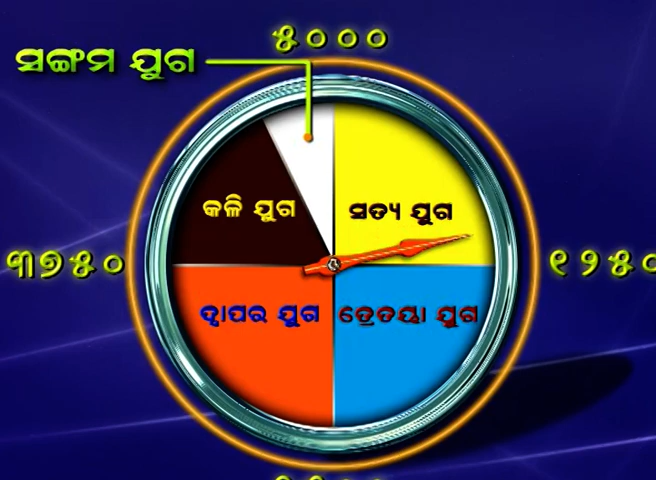 ୫୦୦୦
ସଙ୍ଗମ ଯୁଗ
କଳି ଯୁଗ
ସତ୍ୟ ଯୁଗ
୩୭୫୦
୧୨୫୦
ଦ୍ବାପର ଯୁଗ
ତ୍ରେତୟା ଯୁଗ